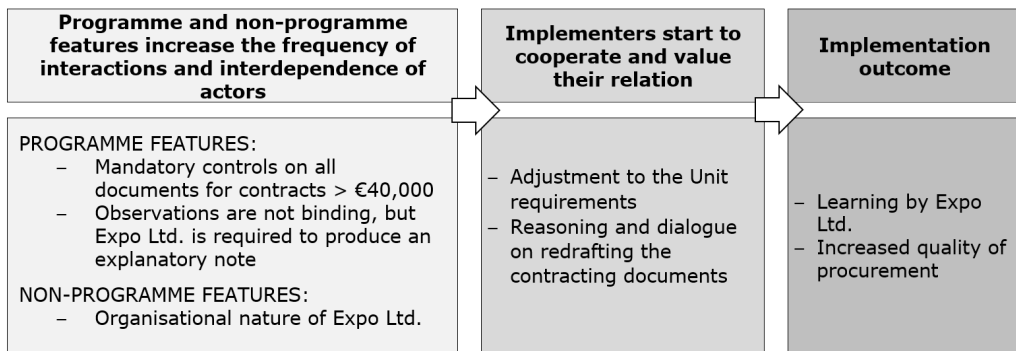 Programme and non-programme
features increase the frequency of
interactions and interdependence of
actors
Implementers start to
cooperate and value
their relation
Implementation
outcome
PROGRAMME FEATURES:
– Mandatory controls on all
documents for contracts > €40,000
– Observations are not binding, but
Expo Ltd. is required to produce an
explanatory note
NON-PROGRAMME FEATURES:
– Organisational nature of Expo Ltd.
– Adjustment to the Unit
requirements
– Reasoning and dialogue
on redrafting the
contracting documents
– Learning by Expo
Ltd.
– Increased quality of
procurement